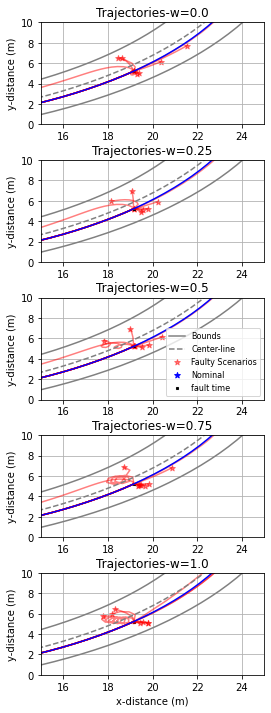 Trajectories-w=0.0
10
8
6
4
2
0
y-distance (m)
16 18 20 22 24
Trajectories-w=0.25
10
8
6
4
2
0
y-distance (m)
16 18 20 22 24
Trajectories-w=0.5
10
8
6
4
2
0
y-distance (m)
Bounds
Center-line
Faulty Scenarios
Nominal
fault time
16 18 20 22 24
Trajectories-w=0.75
10
8
6
4
2
0
y-distance (m)
16 18 20 22 24
Trajectories-w=1.0
10
8
6
4
2
0
y-distance (m)
16 18 20 22 24
x-distance (m)